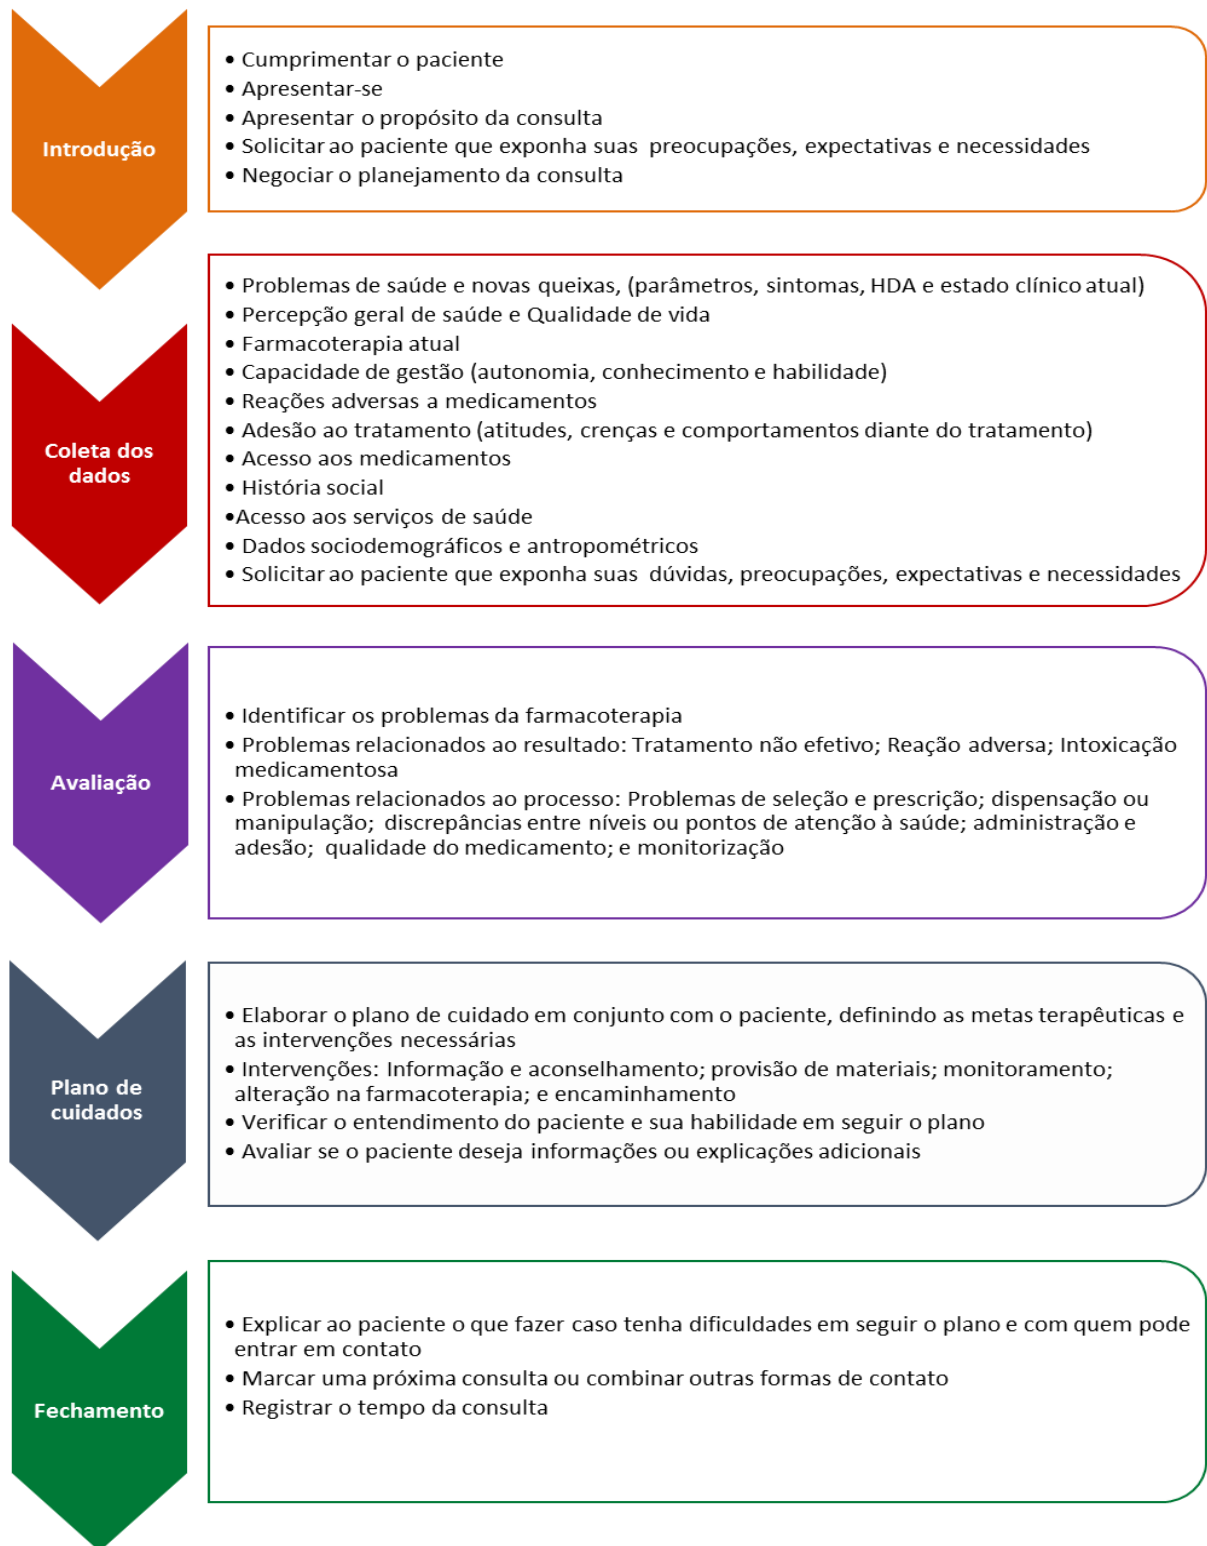 Introdução
• Cumprimentar o paciente
• Apresentar-se
• Apresentar o propósito da consulta
• Solicitar ao paciente que exponha suas preocupações, expectativas e necessidades
• Negociar o planejamento da consulta
Coleta dos
dados
• Problemas de saúde e novas queixas, (parâmetros, sintomas, HDA e estado clínico atual)
• Percepção geral de saúde e Qualidade de vida
• Farmacoterapia atual
• Capacidade de gestão (autonomia, conhecimento e habilidade)
• Reações adversas a medicamentos
• Adesão ao tratamento (atitudes, crenças e comportamentos diante do tratamento)
• Acesso aos medicamentos
• História social
•Acesso aos serviços de saúde
• Dados sociodemográficos e antropométricos
• Solicitar ao paciente que exponha suas dúvidas, preocupações, expectativas e necessidades
Avaliação
• Identificar os problemas da farmacoterapia
• Problemas relacionados ao resultado: Tratamento não efetivo; Reação adversa; Intoxicação
medicamentosa
• Problemas relacionados ao processo: Problemas de seleção e prescrição; dispensação ou
manipulação; discrepâncias entre níveis ou pontos de atenção à saúde; administração e
adesão; qualidade do medicamento; e monitorização
Plano de
cuidados
• Elaborar o plano de cuidado em conjunto com o paciente, definindo as metas terapêuticas e
as intervenções necessárias
• Intervenções: Informação e aconselhamento; provisão de materiais; monitoramento;
alteração na farmacoterapia; e encaminhamento
• Verificar o entendimento do paciente e sua habilidade em seguir o plano
• Avaliar se o paciente deseja informações ou explicações adicionais
Fechamento
• Explicar ao paciente o que fazer caso tenha dificuldades em seguir o plano e com quem pode
entrar em contato
• Marcar uma próxima consulta ou combinar outras formas de contato
• Registrar o tempo da consulta